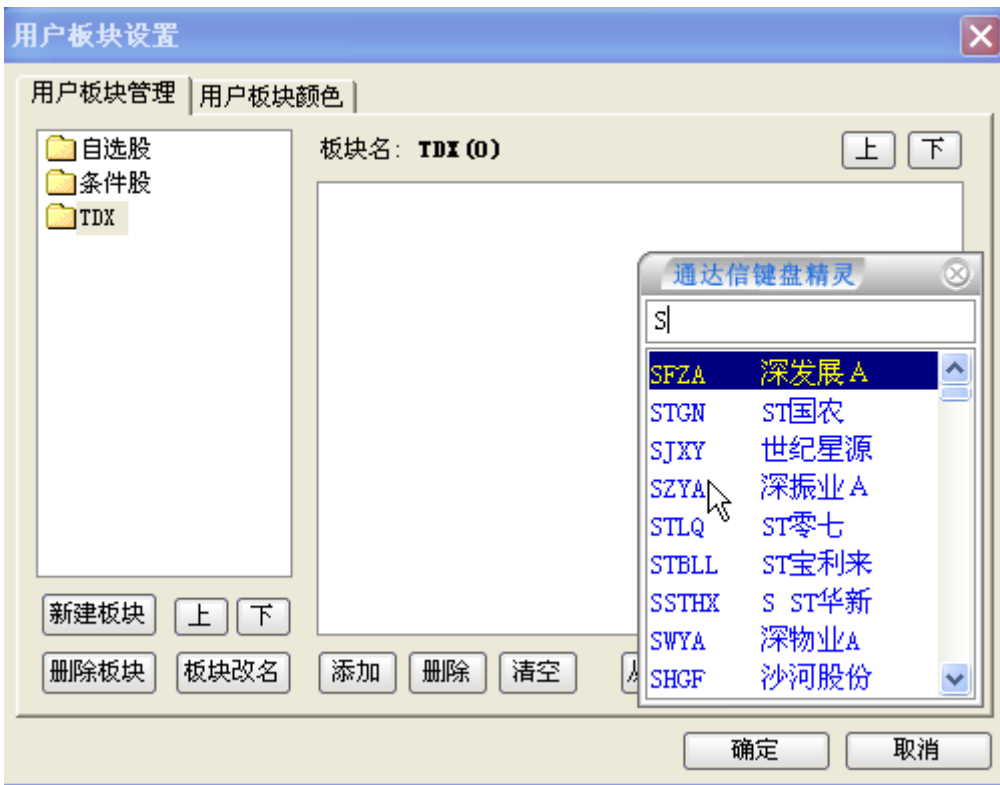 用户板块设置
用户板块管理 用户板块颜色
自选股
条件股
TDX
板块名: TDX(0) 上 下
通达信键盘精灵
S
SFZA 深发展A
STGN ST国农
SJXY 世纪星源
SZYA 深振业A
STLQ ST零七
STBLL ST宝利来
SSTHX S ST华新
SWYA 深物业A
SHGF 沙河股份
新建板块 上 下
删除板块 板块改名 添加 删除 清空
确定 取消